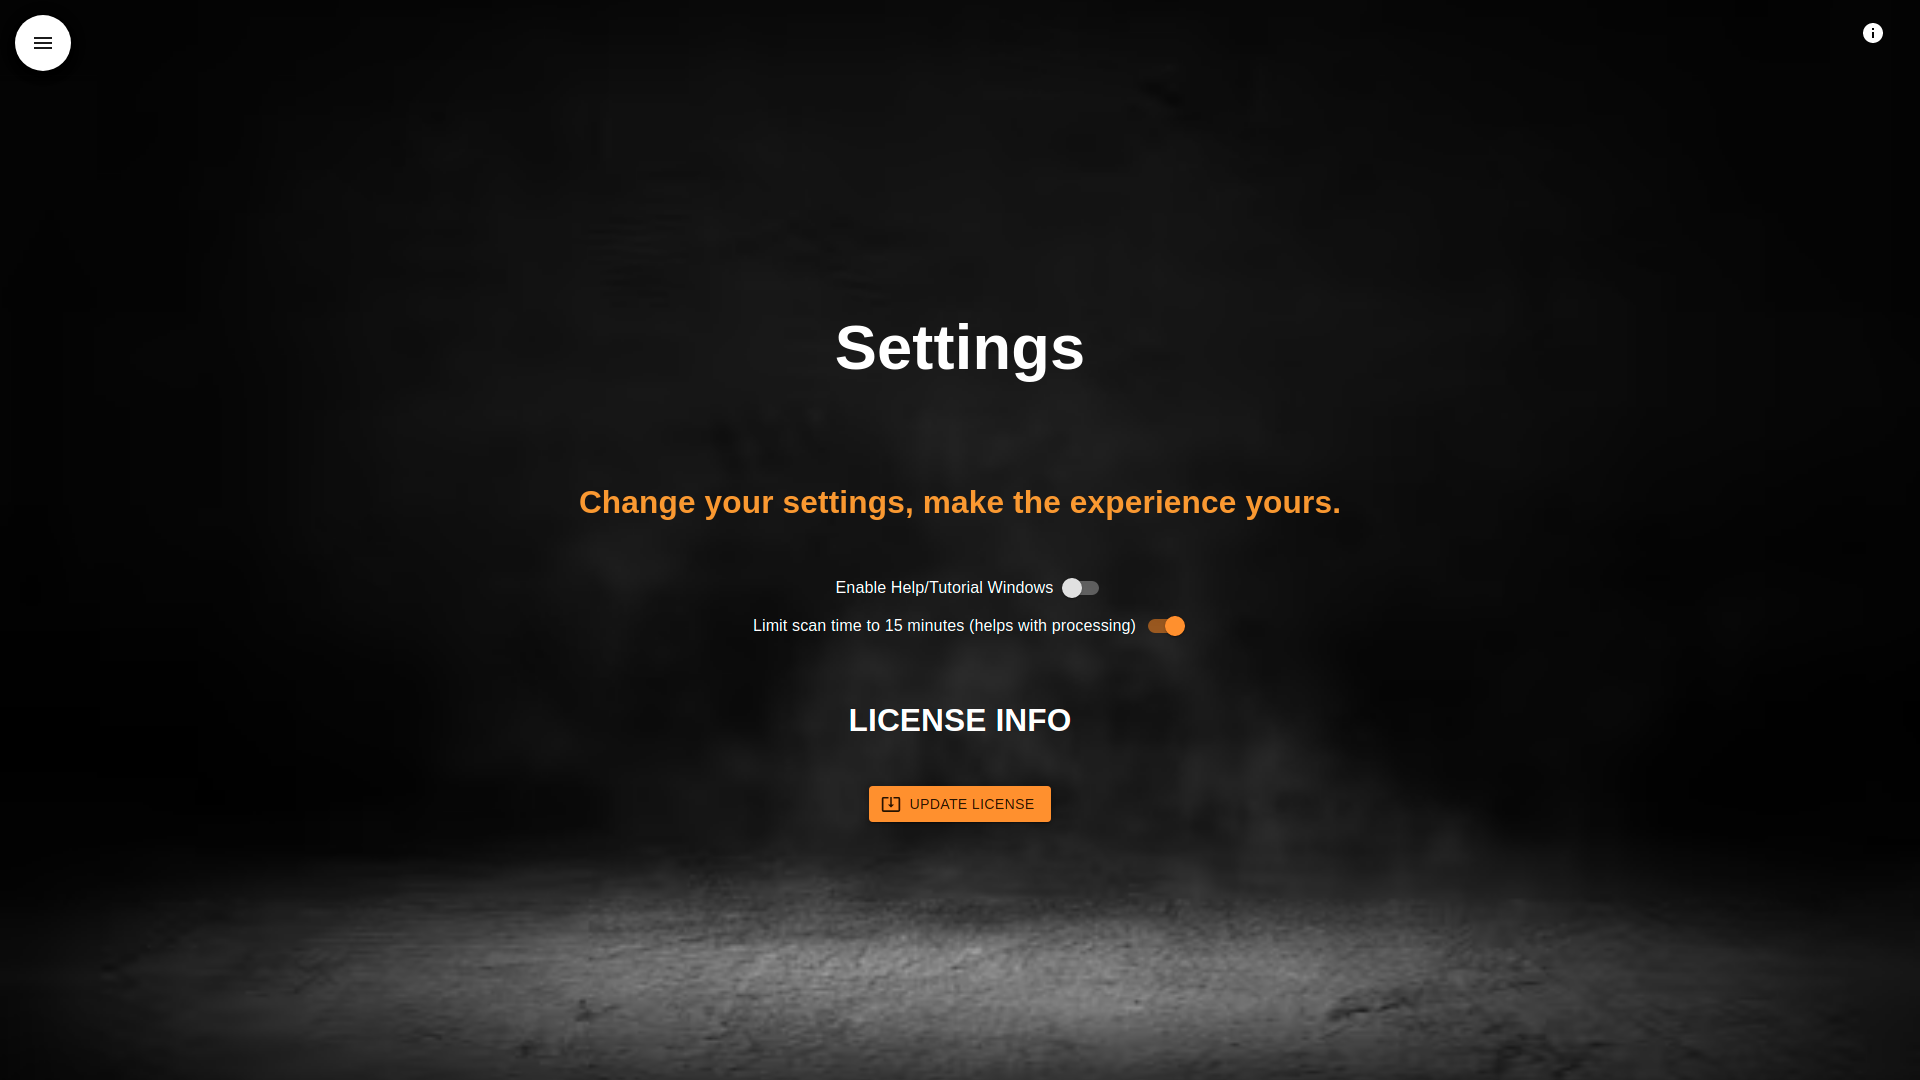 Settings
Change your settings, make the experience yours.
Enable Help/Tutorial Windows
Limit scan time to 15 minutes (helps with processing)
LICENSE INFO
UPDATE LICENSE